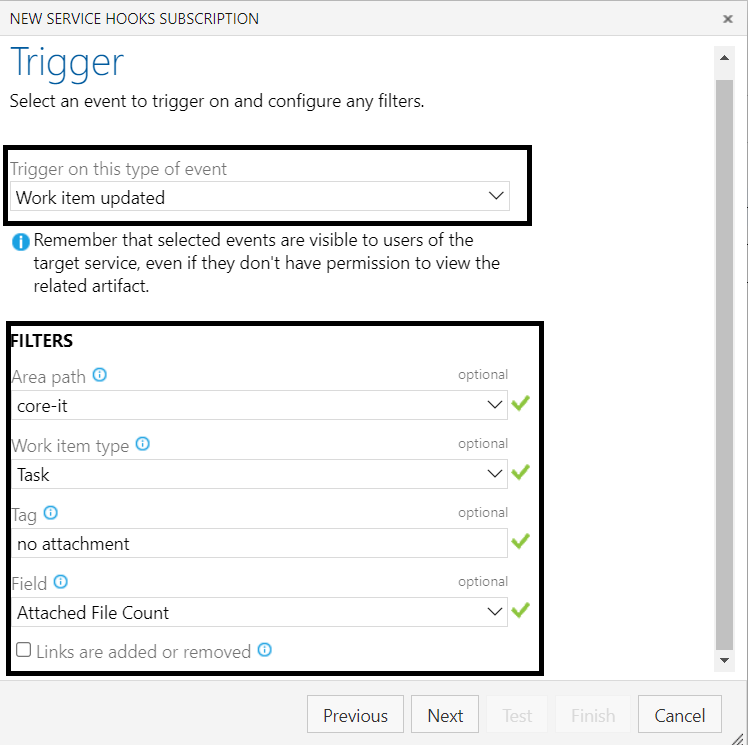 NEW SERVICE HOOKS SUBSCRIPTION
Trigger
Select an event to trigger on and configure any filters.
Trigger on this type of event
Work item updated
Remember that selected events are visible to users of the
target service, even if they don't have permission to view the
related artifact.
FILTERS
Area path optional
core-it
Work item type optional
Task
Tag optional
no attachment
Field optional
Attached File Count
Links are added or removed
Previous Next Test Finish Cancel